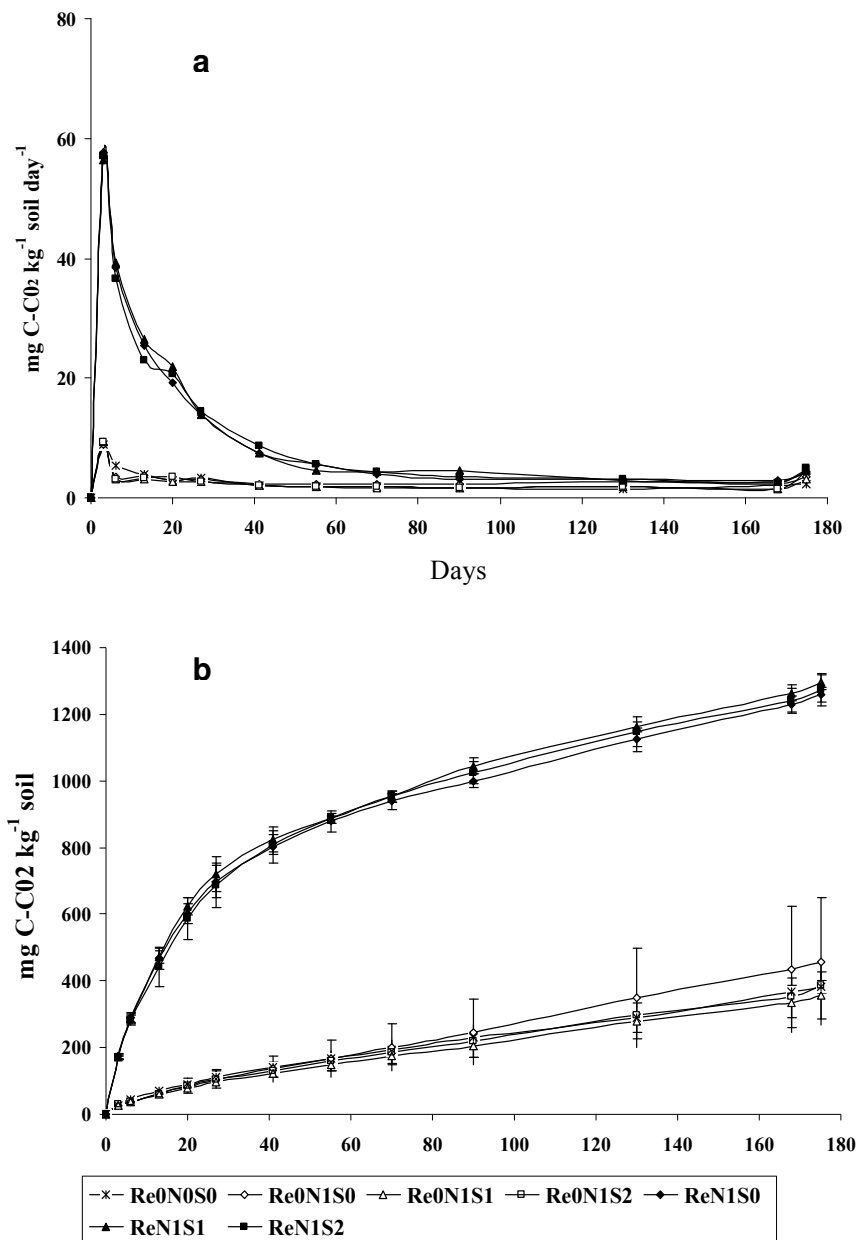 a
mg C-C0₂ kg⁻¹ soil day⁻¹
80
60
40
20
0
0 20 40 60 80 100 120 140 160 180
Days
b
mg C-C02 kg⁻¹ soil
1400
1200
1000
800
600
400
200
0
0 20 40 60 80 100 120 140 160 180
Re0N0S0 Re0N1S0 Re0N1S1 Re0N1S2 ReN1S0
ReN1S1 ReN1S2